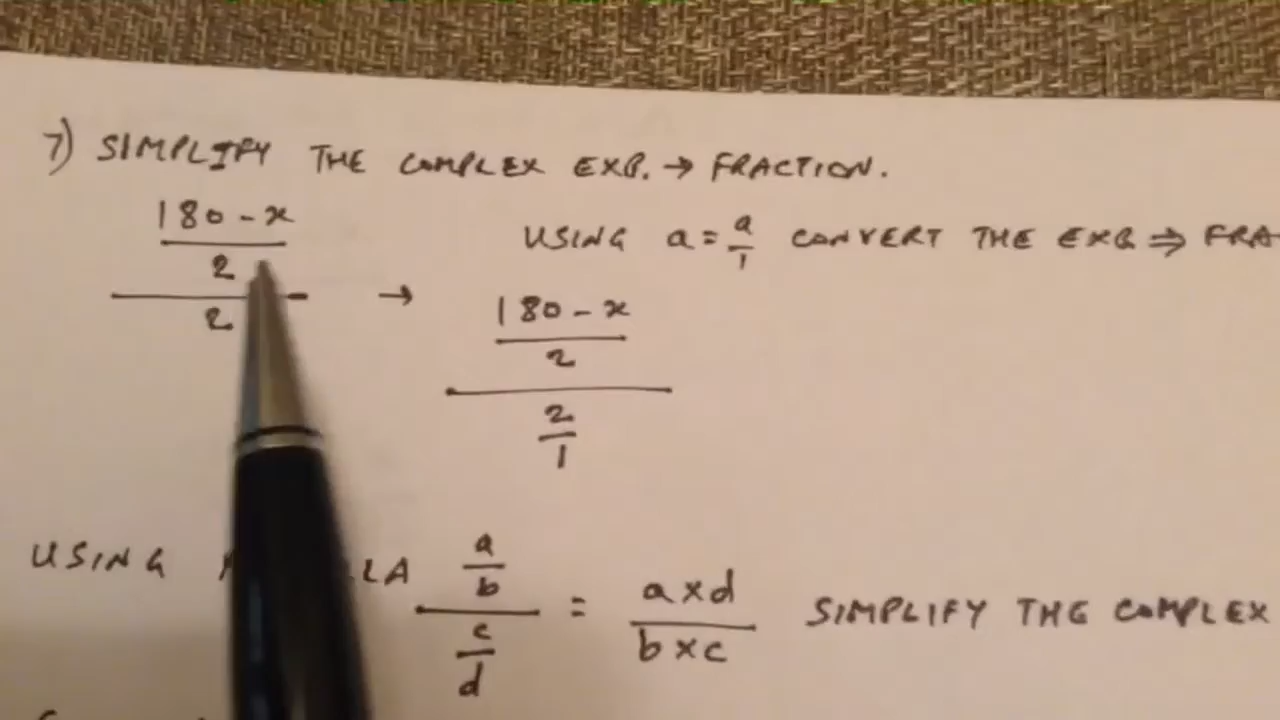 7) SIMPLIFY THE COMPLEX EXP. → FRACTION.
180 - x
2
2
→
USING a = a/1 CONVERT THE EXP ⇒ FRA
180 - x
2
2
1
USING a/b / c/d = a×d / b×c SIMPLIFY THE COMPLEX